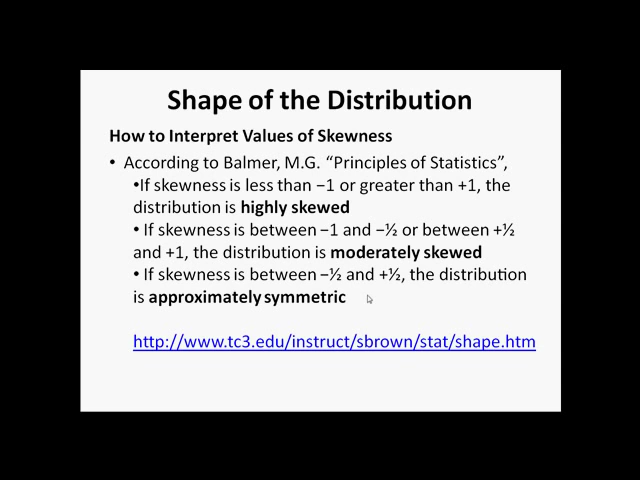 Shape of the Distribution
How to Interpret Values of Skewness
• According to Balmer, M.G. “Principles of Statistics”,
•If skewness is less than −1 or greater than +1, the
distribution is highly skewed
• If skewness is between −1 and −½ or between +½
and +1, the distribution is moderately skewed
• If skewness is between −½ and +½, the distribution
is approximately symmetric
http://www.tc3.edu/instruct/sbrown/stat/shape.htm